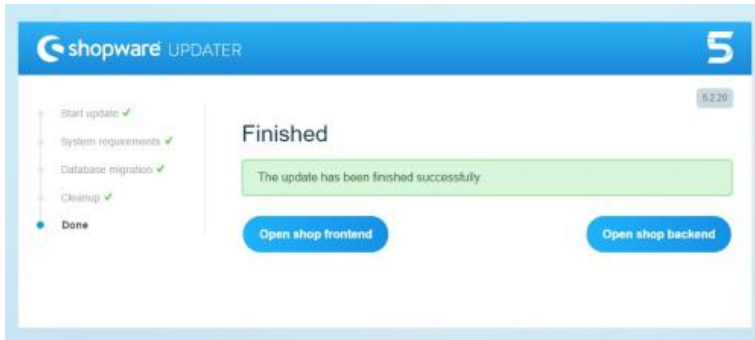 shopware UPDATER
5
5.2.20
Start update
System requirements
Database migration
Cleanup
Done
Finished
The update has been finished successfully
Open shop frontend
Open shop backend